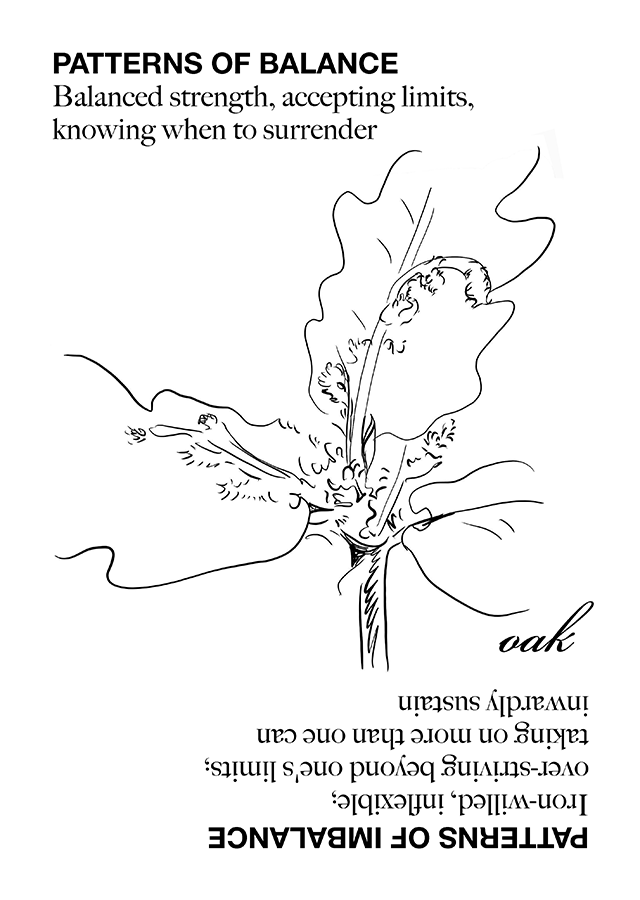 PATTERNS OF BALANCE
Balanced strength, accepting limits,
knowing when to surrender
oak
PATTERNS OF IMBALANCE
Iron-willed, inflexible;
over-striving beyond one's limits;
taking on more than one can
inwardly sustain